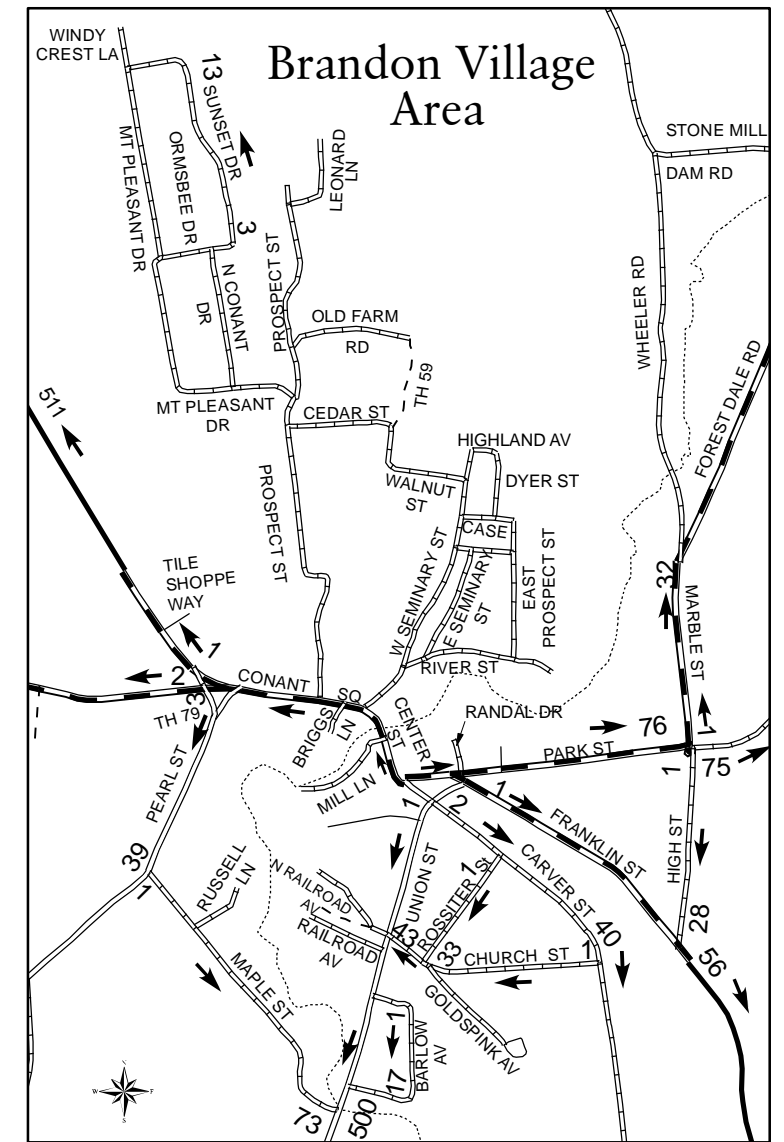 Brandon Village
Area
WINDY
CREST LA
13
SUNSET DR
3
ORMSBEE DR
MT PLEASANT DR
N CONANT
DR
LEONARD
LN
PROSPECT ST
OLD FARM
RD
TH 59
STONE MILL
DAM RD
WHEELER RD
FOREST DALE RD
MT PLEASANT
DR
CEDAR ST
HIGHLAND AV
DYER ST
WALNUT
ST
CASE
511
PROSPECT ST
W SEMINARY ST
E SEMINARY
ST
EAST
PROSPECT ST
TILE
SHOPPE
WAY
32
MARBLE ST
1
1
2
3
CONANT
SQ
RIVER ST
TH 79
BRIGGS
LN
CENTER
ST
RANDAL DR
76
PARK ST
1
75
PEARL ST
MILL LN
1
2
1
FRANKLIN ST
HIGH ST
28
39
1
RUSSELL
LN
N RAILROAD
AV
RAILROAD
AV
UNION ST
ROSSITER St
1
CARVER ST
40
1
43
33
CHURCH ST
56
MAPLE ST
GOLDSPINK AV
1
BARLOW
AV
17
73
500
N
W
S